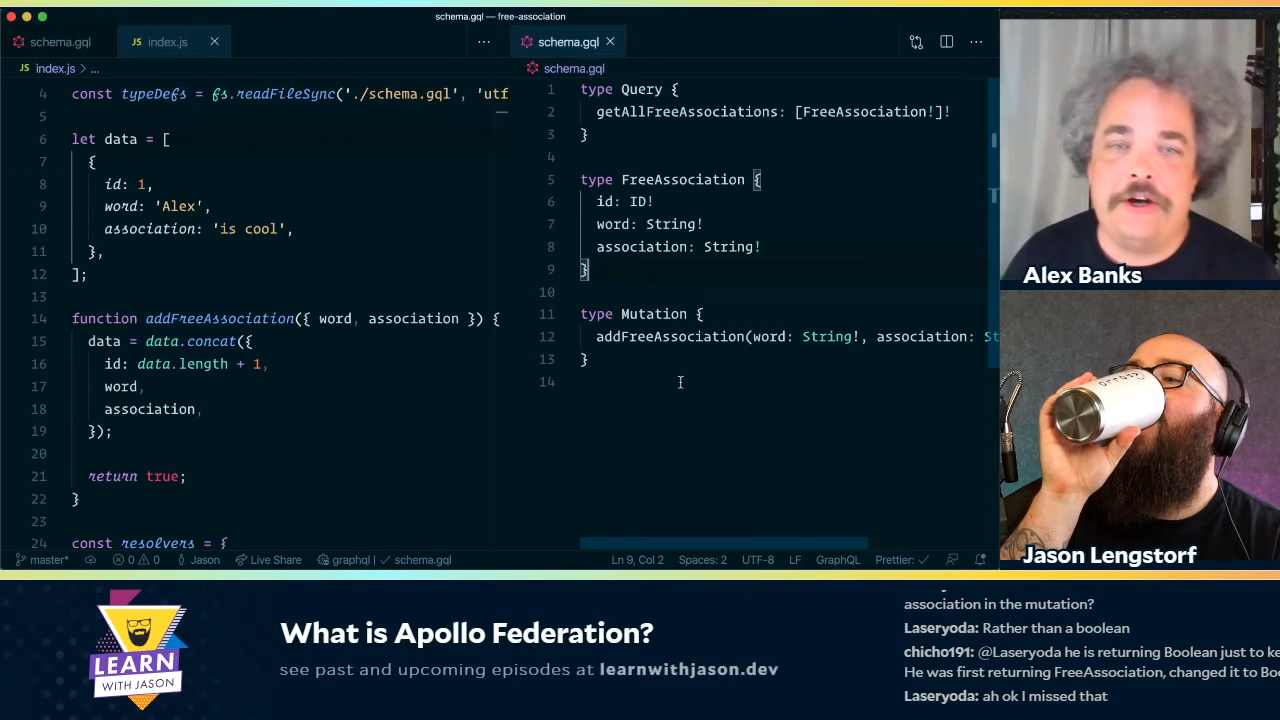 schema.gql — free-association
schema.gql
JS index.js
schema.gql
JS index.js > ...
4 const typeDefs = fs.readFileSync('./schema.gql', 'utf
5
6 let data = [
7 {
8 id: 1,
9 word: 'Alex',
10 association: 'is cool',
11 },
12 ];
13
14 function addFreeAssociation({ word, association }) {
15 data = data.concat({
16 id: data.length + 1,
17 word,
18 association,
19 });
20
21 return true;
22 }
23
24 const resolvers = {
schema.gql
1 type Query {
2 getAllFreeAssociations: [FreeAssociation!]!
3 }
4
5 type FreeAssociation {
6 id: ID!
7 word: String!
8 association: String!
9 }
10
11 type Mutation {
12 addFreeAssociation(word: String!, association: St
13 }
14
master* 0 0 Jason Live Share graphql | ✓ schema.gql Ln 9, Col 2 Spaces: 2 UTF-8 LF GraphQL Prettier: ✓
Alex Banks
Jason Lengstorf
LEARN
WITH JASON
What is Apollo Federation?
see past and upcoming episodes at learnwithjason.dev
association in the mutation?
Laseryoda: Rather than a boolean
chicho191: @Laseryoda he is returning Boolean just to ke
He was first returning FreeAssociation, changed it to Boo
Laseryoda: ah ok I missed that